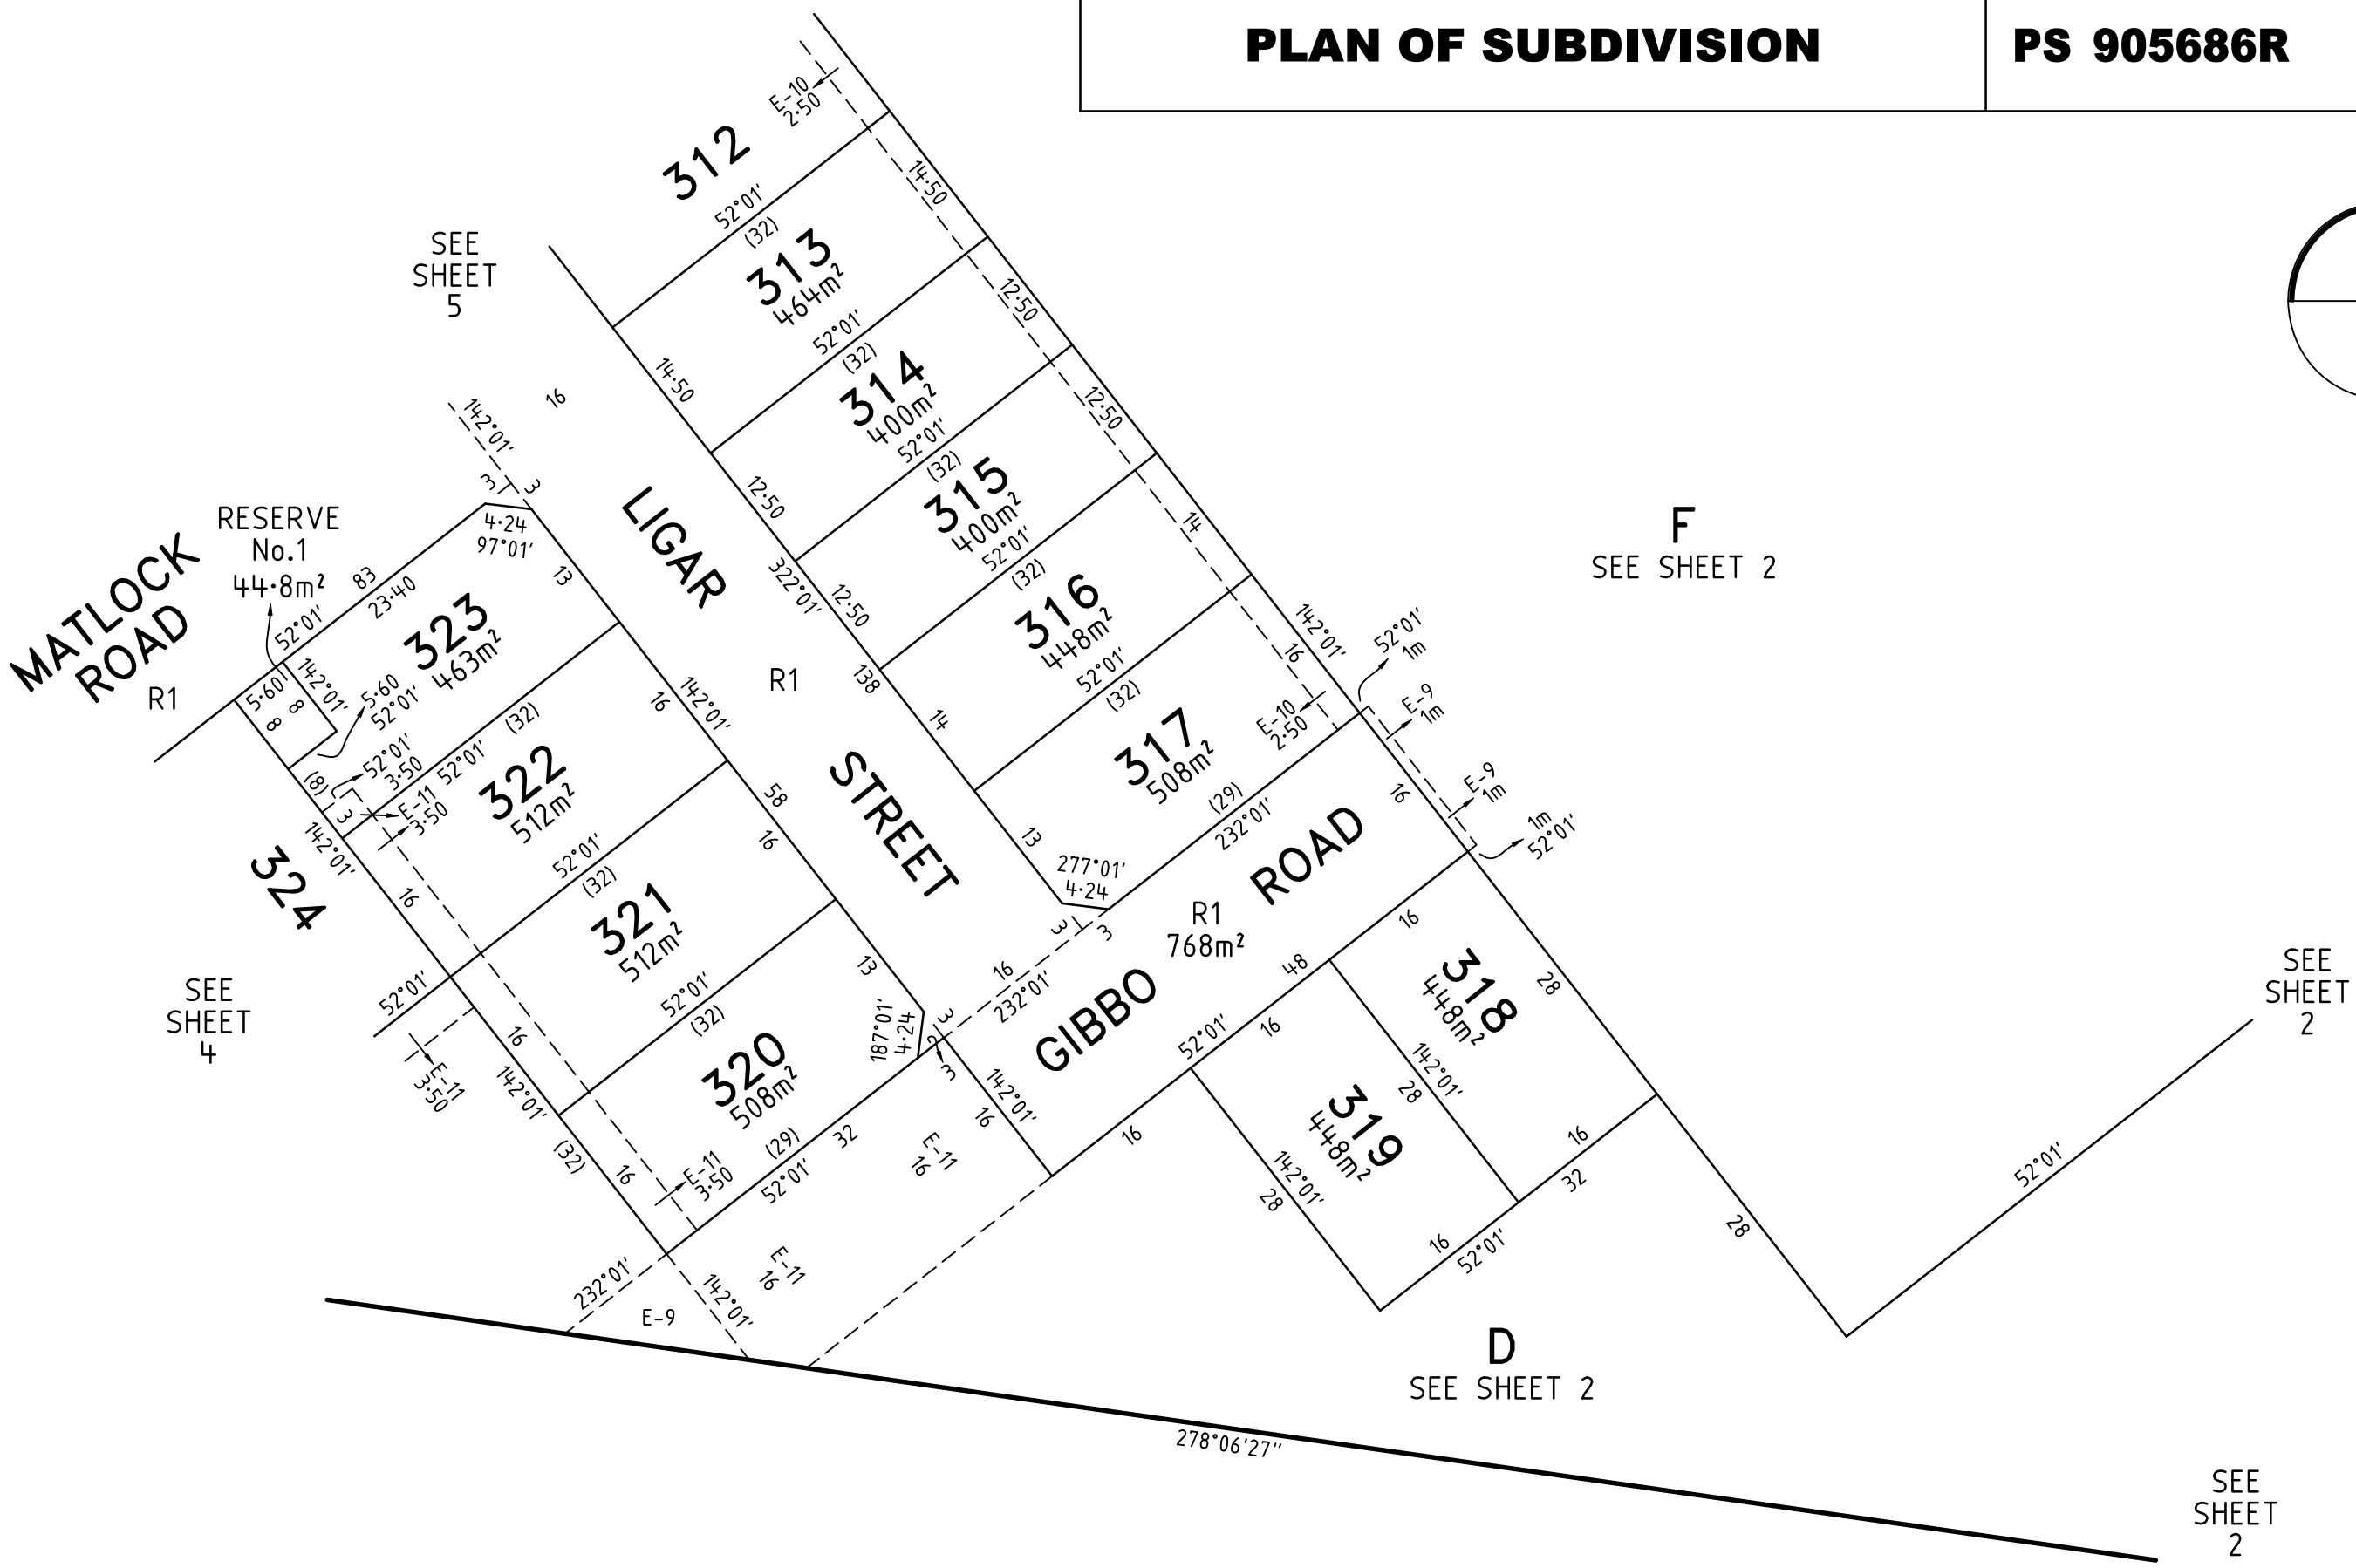 PLAN OF SUBDIVISION
PS 905686R
E-10
2·50
312
52°01'
(32)
14·50
313
464m²
14·50
52°01'
(32)
12·50
314
400m²
12·50
52°01'
(32)
12·50
315
400m²
12·50
52°01'
(32)
14
316
448m²
14
52°01'
(32)
16
142°01'
317
508m²
13
E-10
2·50
(29)
232°01'
277°01'
4·24
3
3
322°01'
138
SEE
SHEET
5
16
142°01'
3
3
LIGAR
STREET
R1
RESERVE
No.1
44·8m²
MATLOCK
ROAD
R1
83
23·40
52°01'
4·24
97°01'
13
323
463m²
5·60
8
8
142°01'
5·60
52°01'
(8)
52°01'
3·50
3
E-11
3·50
52°01'
(32)
322
512m²
16
142°01'
58
142°01'
324
16
52°01'
(32)
321
512m²
16
16
52°01'
52°01'
(32)
320
508m²
13
187°01'
4·24
3
2
3
142°01'
(32)
16
E-11
3·50
E-11
3·50
(29)
32
52°01'
SEE
SHEET
4
16
232°01'
142°01'
16
E-11
16
E-11
16
232°01'
E-9
142°01'
GIBBO
ROAD
R1
768m²
16
52°01'
1m
E-9
1m
E-9
1m
1m
52°01'
48
52°01'
16
16
16
318
448m²
28
142°01'
28
16
319
448m²
142°01'
28
16
52°01'
32
28
52°01'
F
SEE SHEET 2
D
SEE SHEET 2
SEE
SHEET
2
278°06'27''
SEE
SHEET
2